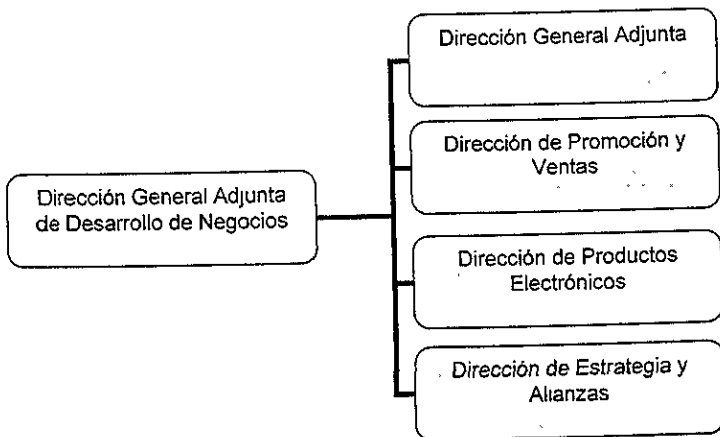 Dirección General Adjunta
de Desarrollo de Negocios
Dirección General Adjunta
Dirección de Promoción y
Ventas
Dirección de Productos
Electrónicos
Dirección de Estrategia y
Alianzas